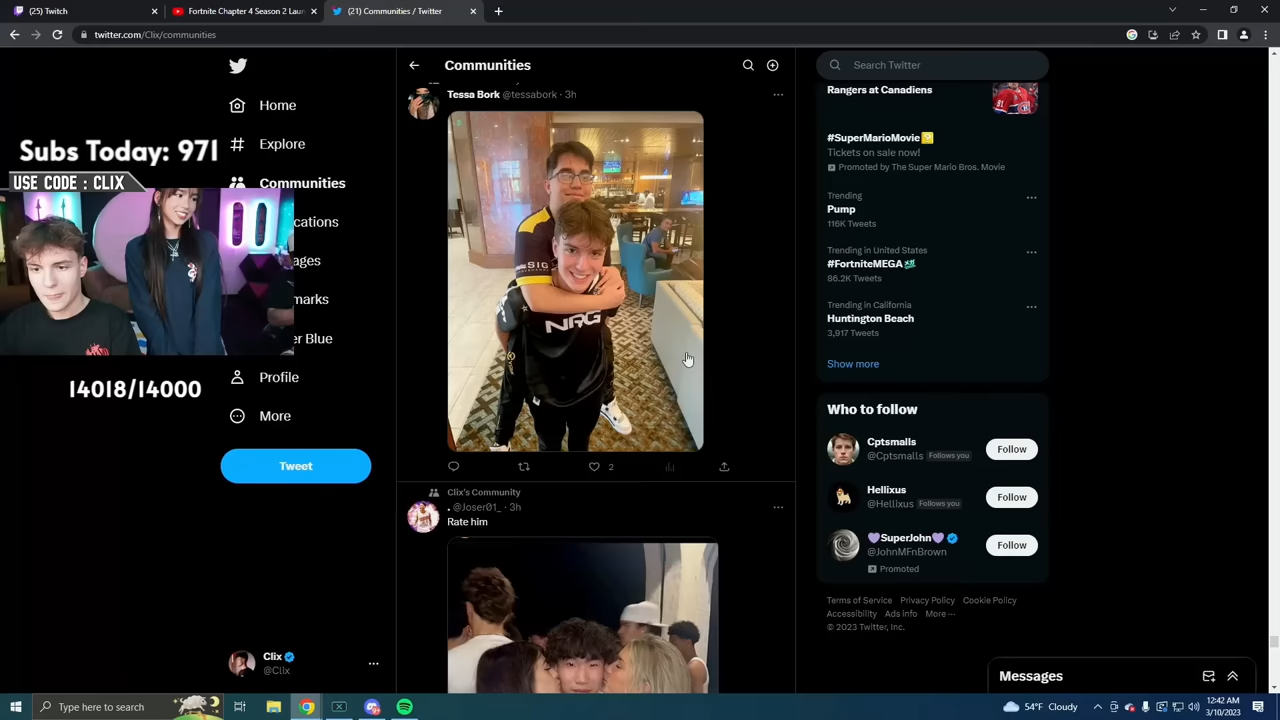 (25) Twitch
Fortnite Chapter 4 Season 2 Laun
(21) Communities / Twitter
twitter.com/Clix/communities
Communities
Search Twitter
Tessa Bork @tessabork · 3h
Rangers at Canadiens
Home
Explore
Communities
Subs Today: 971
USE CODE : CLIX
cations
ages
marks
er Blue
14018/14000
Profile
More
Tweet
SIG
NRG
#SuperMarioMovie
Tickets on sale now!
Promoted by The Super Mario Bros. Movie
Trending
Pump
116K Tweets
Trending in United States
#FortniteMEGA
86.2K Tweets
Trending in California
Huntington Beach
3,917 Tweets
Show more
Who to follow
Cptsmalls
@Cptsmalls Follows you
Follow
Hellixus
@Hellixus Follows you
Follow
💜SuperJohn💜
@JohnMFnBrown
Follow
Promoted
2
Clix's Community
. @Joser01_ · 3h
Rate him
Terms of Service Privacy Policy Cookie Policy
Accessibility Ads info More ···
© 2023 Twitter, Inc.
Clix
@Clix
Messages
Type here to search
54°F Cloudy
12:42 AM
3/10/2023